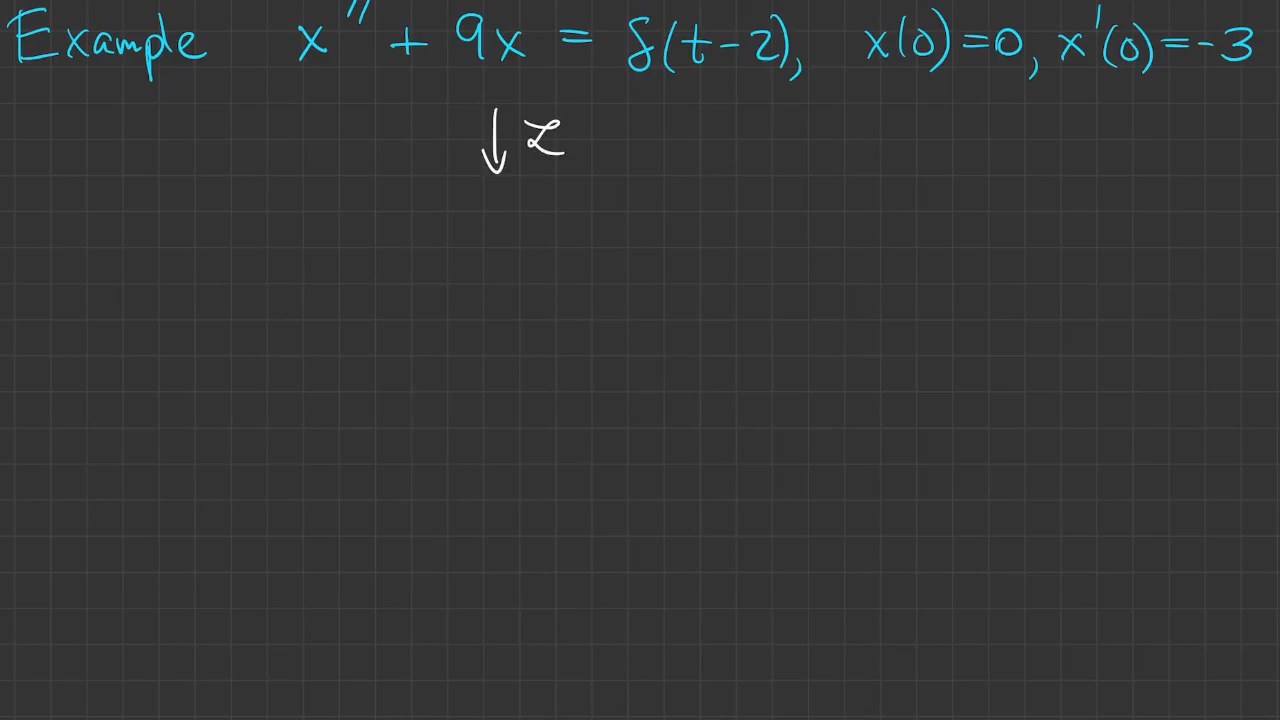 Example x'' + 9x = δ(t-2), x(0)=0, x'(0)=-3
↓ ℒ